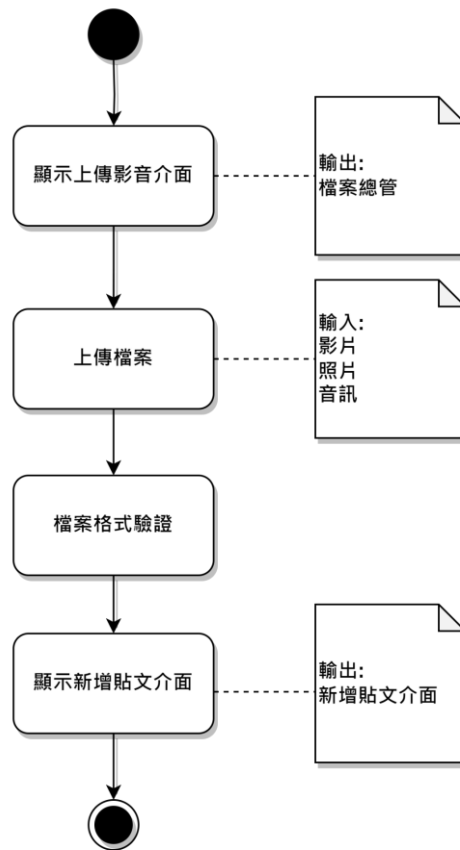 顯示上傳影音介面
輸出:
檔案總管
上傳檔案
輸入:
影片
照片
音訊
檔案格式驗證
顯示新增貼文介面
輸出:
新增貼文介面